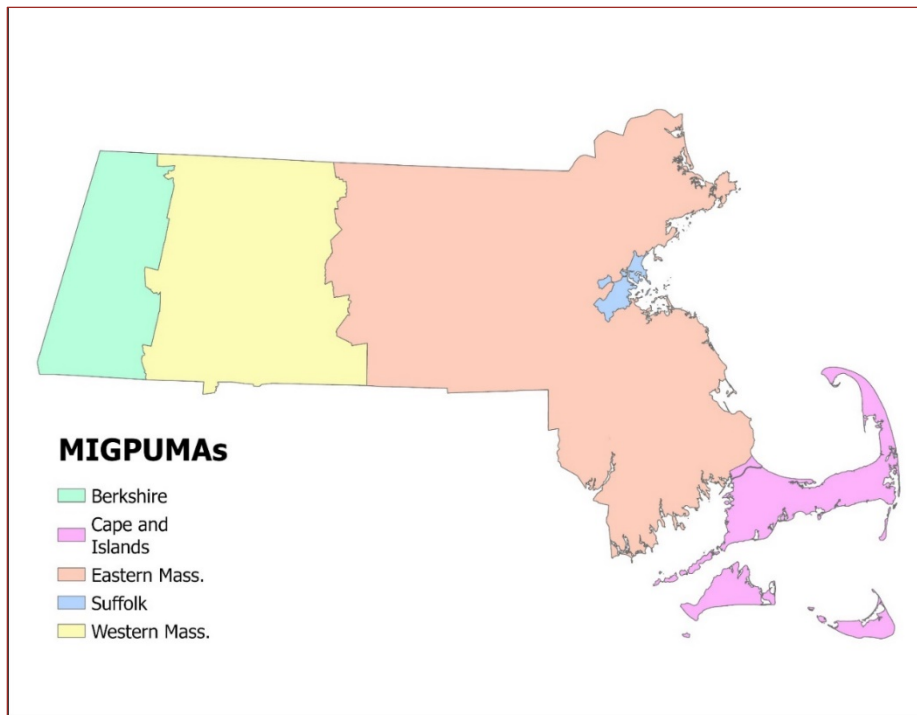 MIGPUMAs
Berkshire
Cape and
Islands
Eastern Mass.
Suffolk
Western Mass.